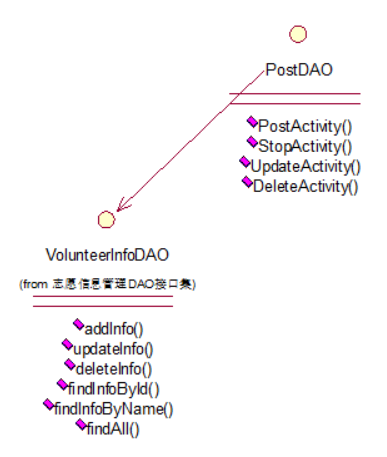 PostDAO
PostActivity()
StopActivity()
UpdateActivity()
DeleteActivity()
VolunteerInfoDAO
(from 志愿信息管理DAO接口集)
addInfo()
updateInfo()
deleteInfo()
findInfoById()
findInfoByName()
findAll()